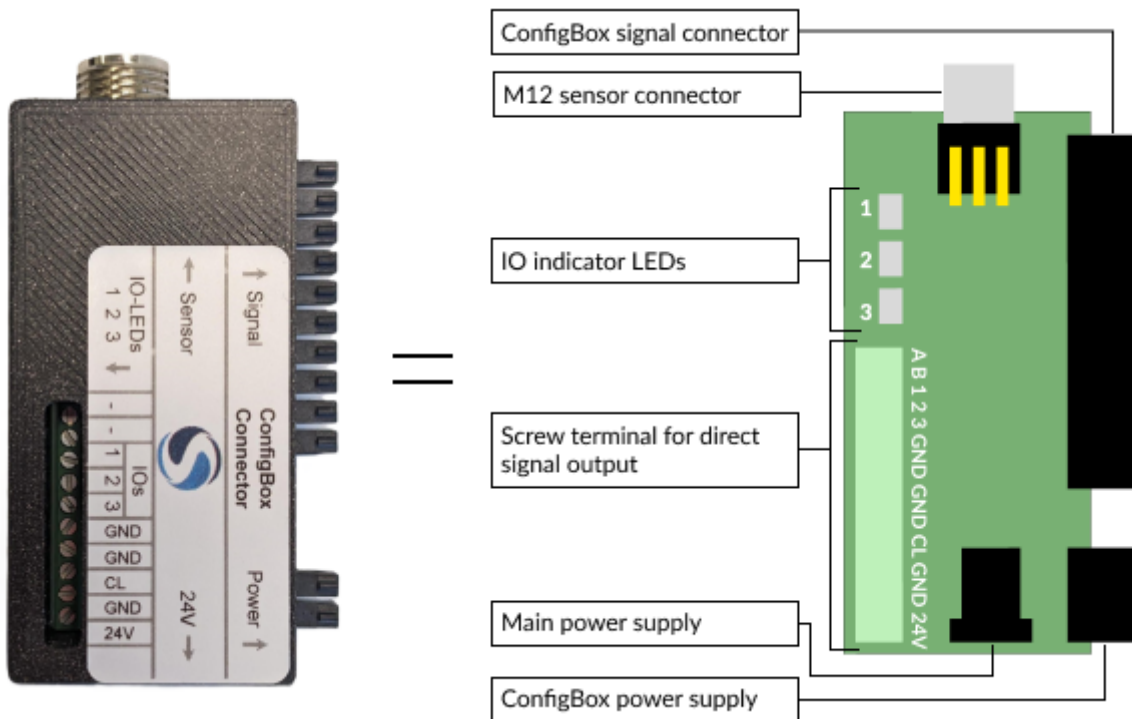 ConfigBox signal connector
M12 sensor connector
IO indicator LEDs
Screw terminal for direct
signal output
Main power supply
ConfigBox power supply
1
2
3
A B 1 2 3 GND GND CL GND 24V
IO-LEDs
1 2 3
← Sensor
↑ Signal
ConfigBox
Connector
Power ↑
24V →
-
-
1
2
3
IOs
GND
GND
CL
GND
24V